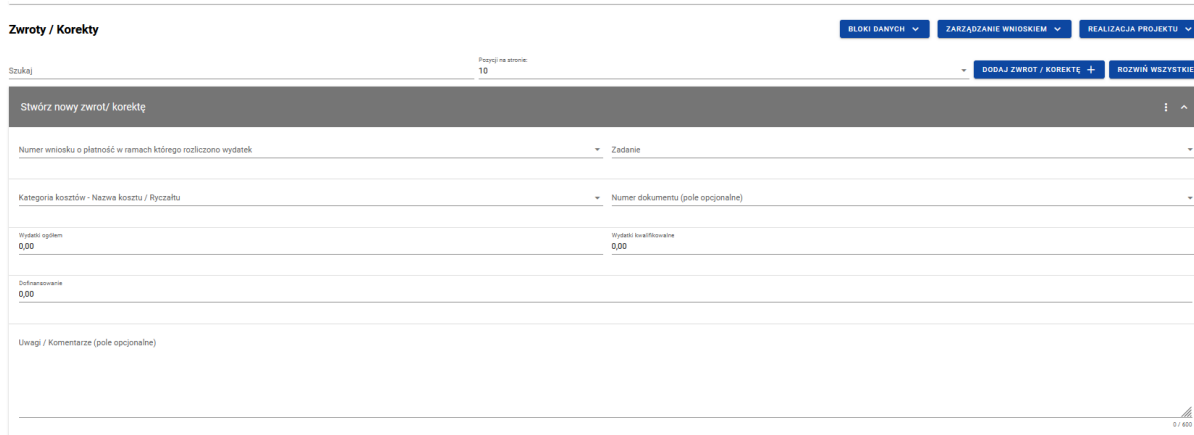 Zwroty / Korekty
BLOKI DANYCH
ZARZĄDZANIE WNIOSKIEM
REALIZACJA PROJEKTU
Szukaj
Pozycji na stronie:
10
DODAJ ZWROT / KOREKTĘ +
ROZWIŃ WSZYSTKIE
Stwórz nowy zwrot/ korektę
Numer wniosku o płatność w ramach którego rozliczono wydatek
Zadanie
Kategoria kosztów - Nazwa kosztu / Ryczałtu
Numer dokumentu (pole opcjonalne)
Wydatki ogółem
0,00
Wydatki kwalifikowalne
0,00
Dofinansowanie
0,00
Uwagi / Komentarze (pole opcjonalne)
0 / 600